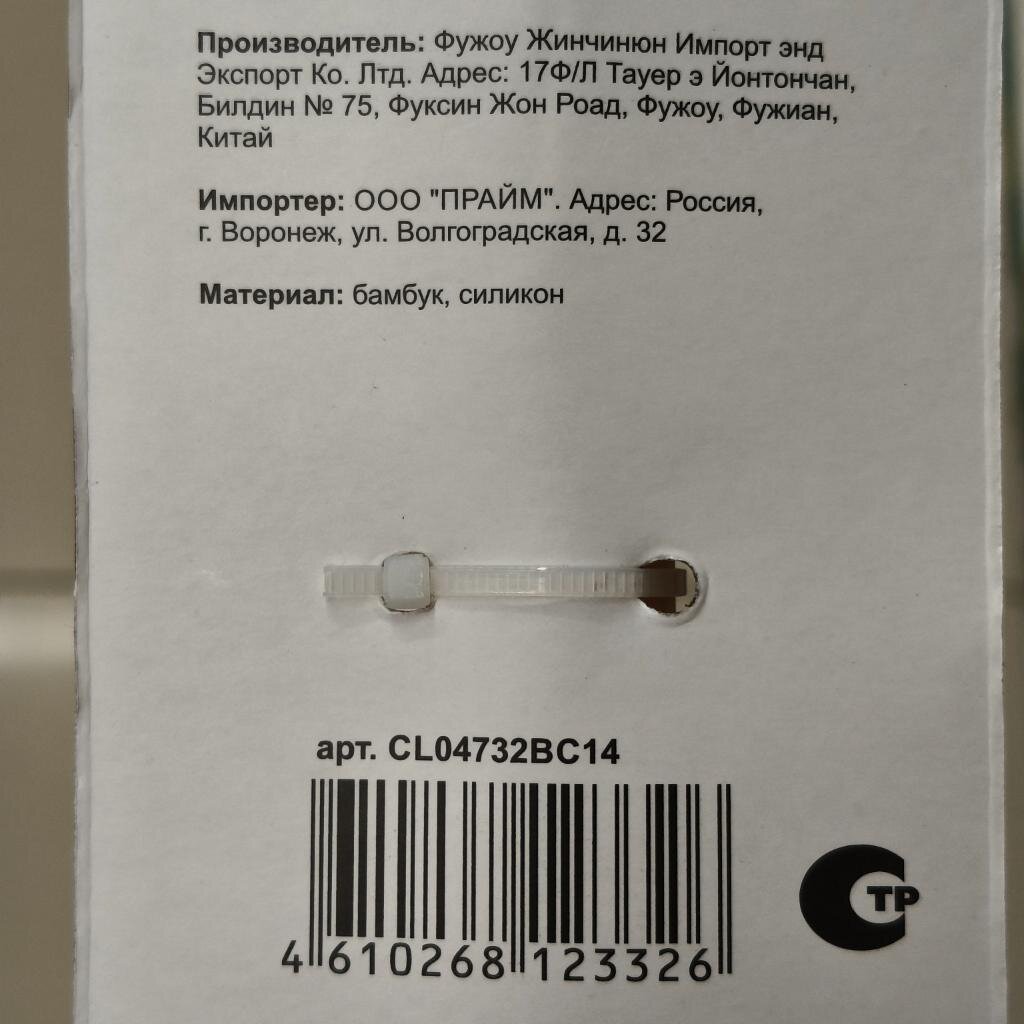 Производитель: Фужоу Жинчинюн Импорт энд
Экспорт Ко. Лтд. Адрес: 17Ф/Л Тауер э Йонтончан,
Билдин № 75, Фуксин Жон Роад, Фужоу, Фужиан,
Китай
Импортер: ООО "ПРАЙМ". Адрес: Россия,
г. Воронеж, ул. Волгоградская, д. 32
Материал: бамбук, силикон
арт. CL04732BC14
4 610268 123326
СТР